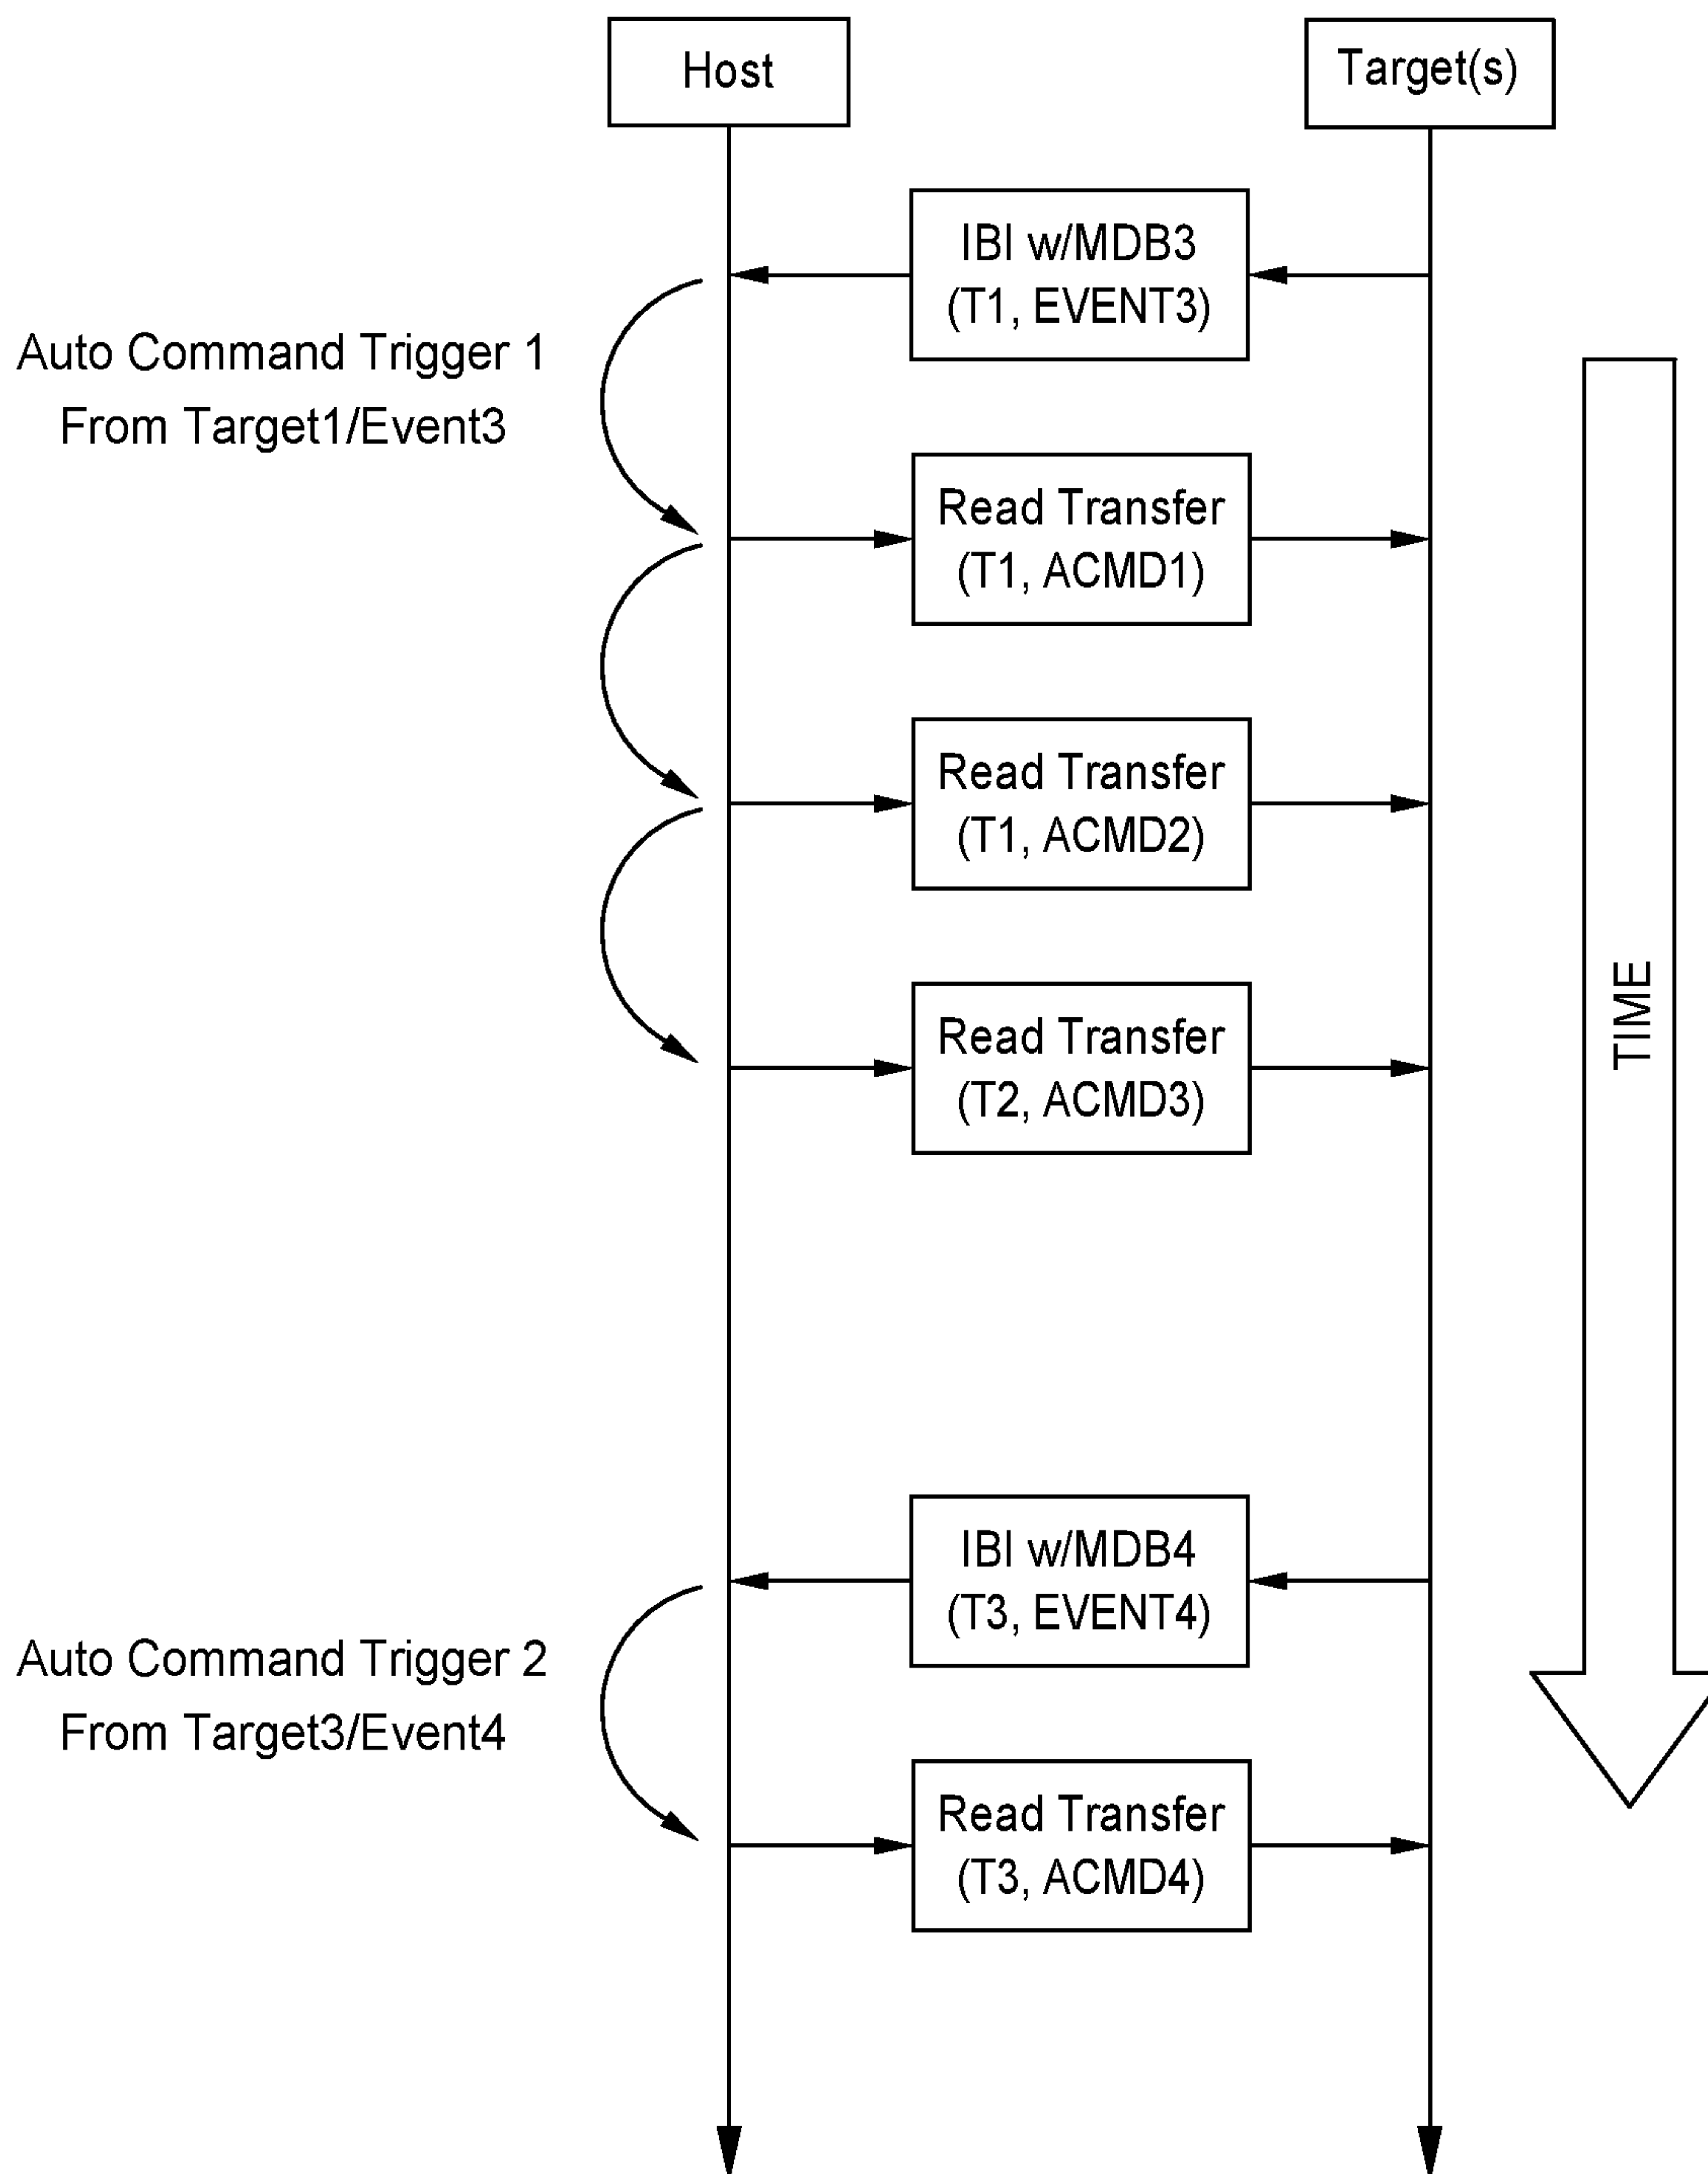 Host
Target(s)
IBI w/MDB3
(T1, EVENT3)
Auto Command Trigger 1
From Target1/Event3
Read Transfer
(T1, ACMD1)
Read Transfer
(T1, ACMD2)
Read Transfer
(T2, ACMD3)
TIME
IBI w/MDB4
(T3, EVENT4)
Auto Command Trigger 2
From Target3/Event4
Read Transfer
(T3, ACMD4)